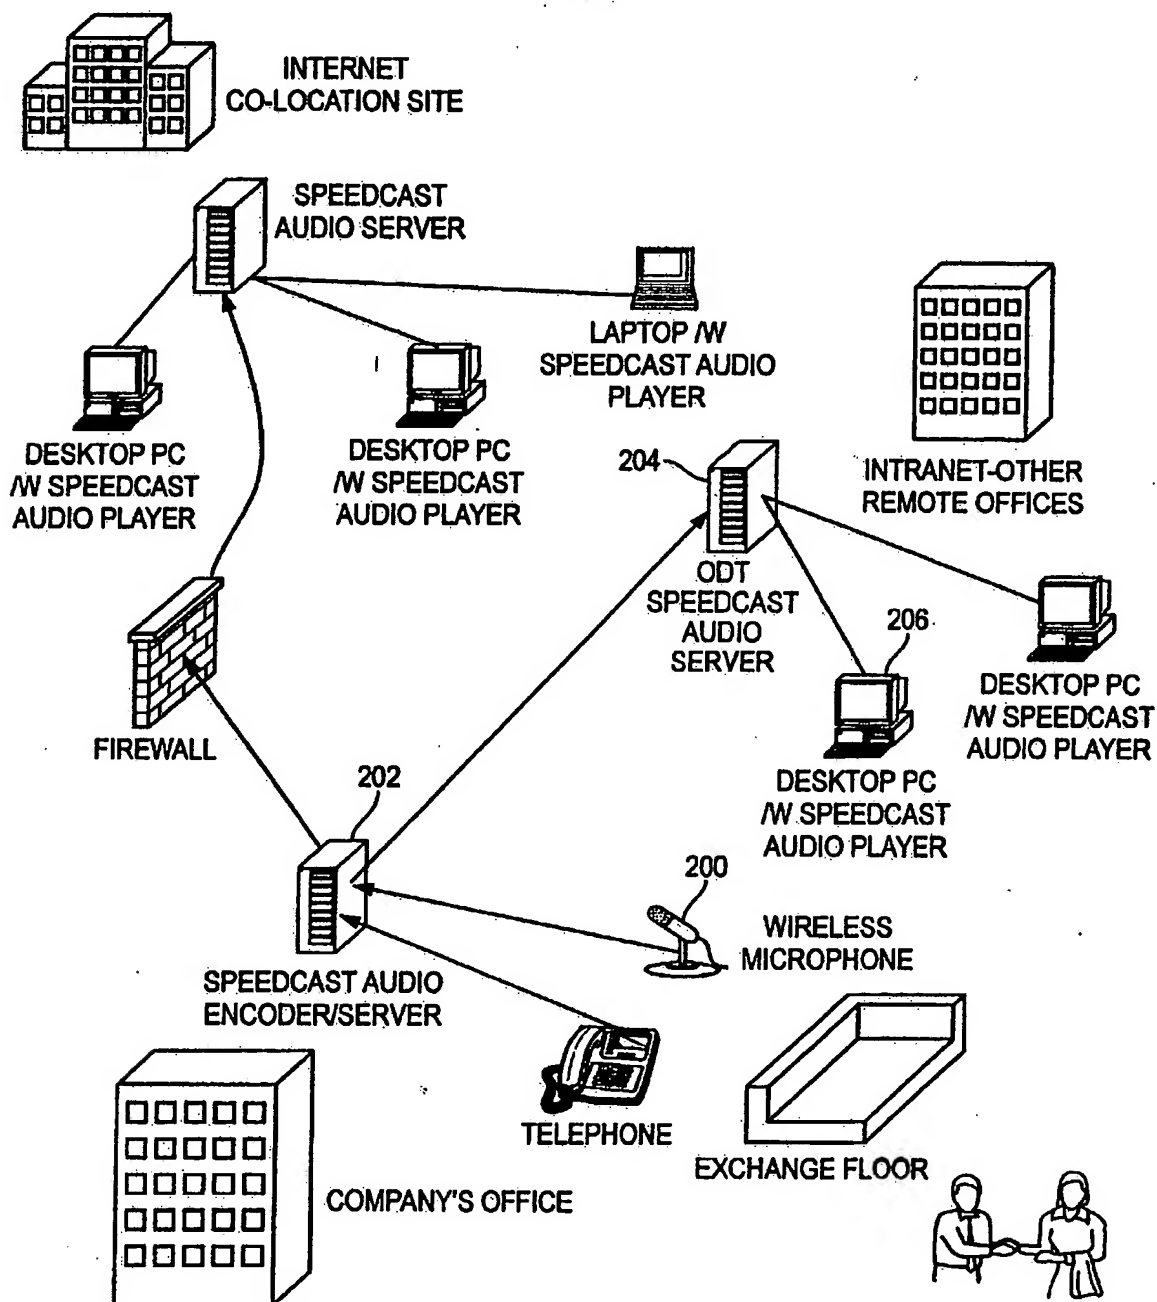 INTERNET
CO-LOCATION SITE
SPEEDCAST
AUDIO SERVER
LAPTOP /W
SPEEDCAST AUDIO
PLAYER
DESKTOP PC
/W SPEEDCAST
AUDIO PLAYER
DESKTOP PC
/W SPEEDCAST
AUDIO PLAYER
204
INTRANET-OTHER
REMOTE OFFICES
ODT
SPEEDCAST
AUDIO
SERVER
206
DESKTOP PC
/W SPEEDCAST
AUDIO PLAYER
FIREWALL
DESKTOP PC
/W SPEEDCAST
AUDIO PLAYER
202
200
WIRELESS
MICROPHONE
SPEEDCAST AUDIO
ENCODER/SERVER
TELEPHONE
EXCHANGE FLOOR
COMPANY'S OFFICE